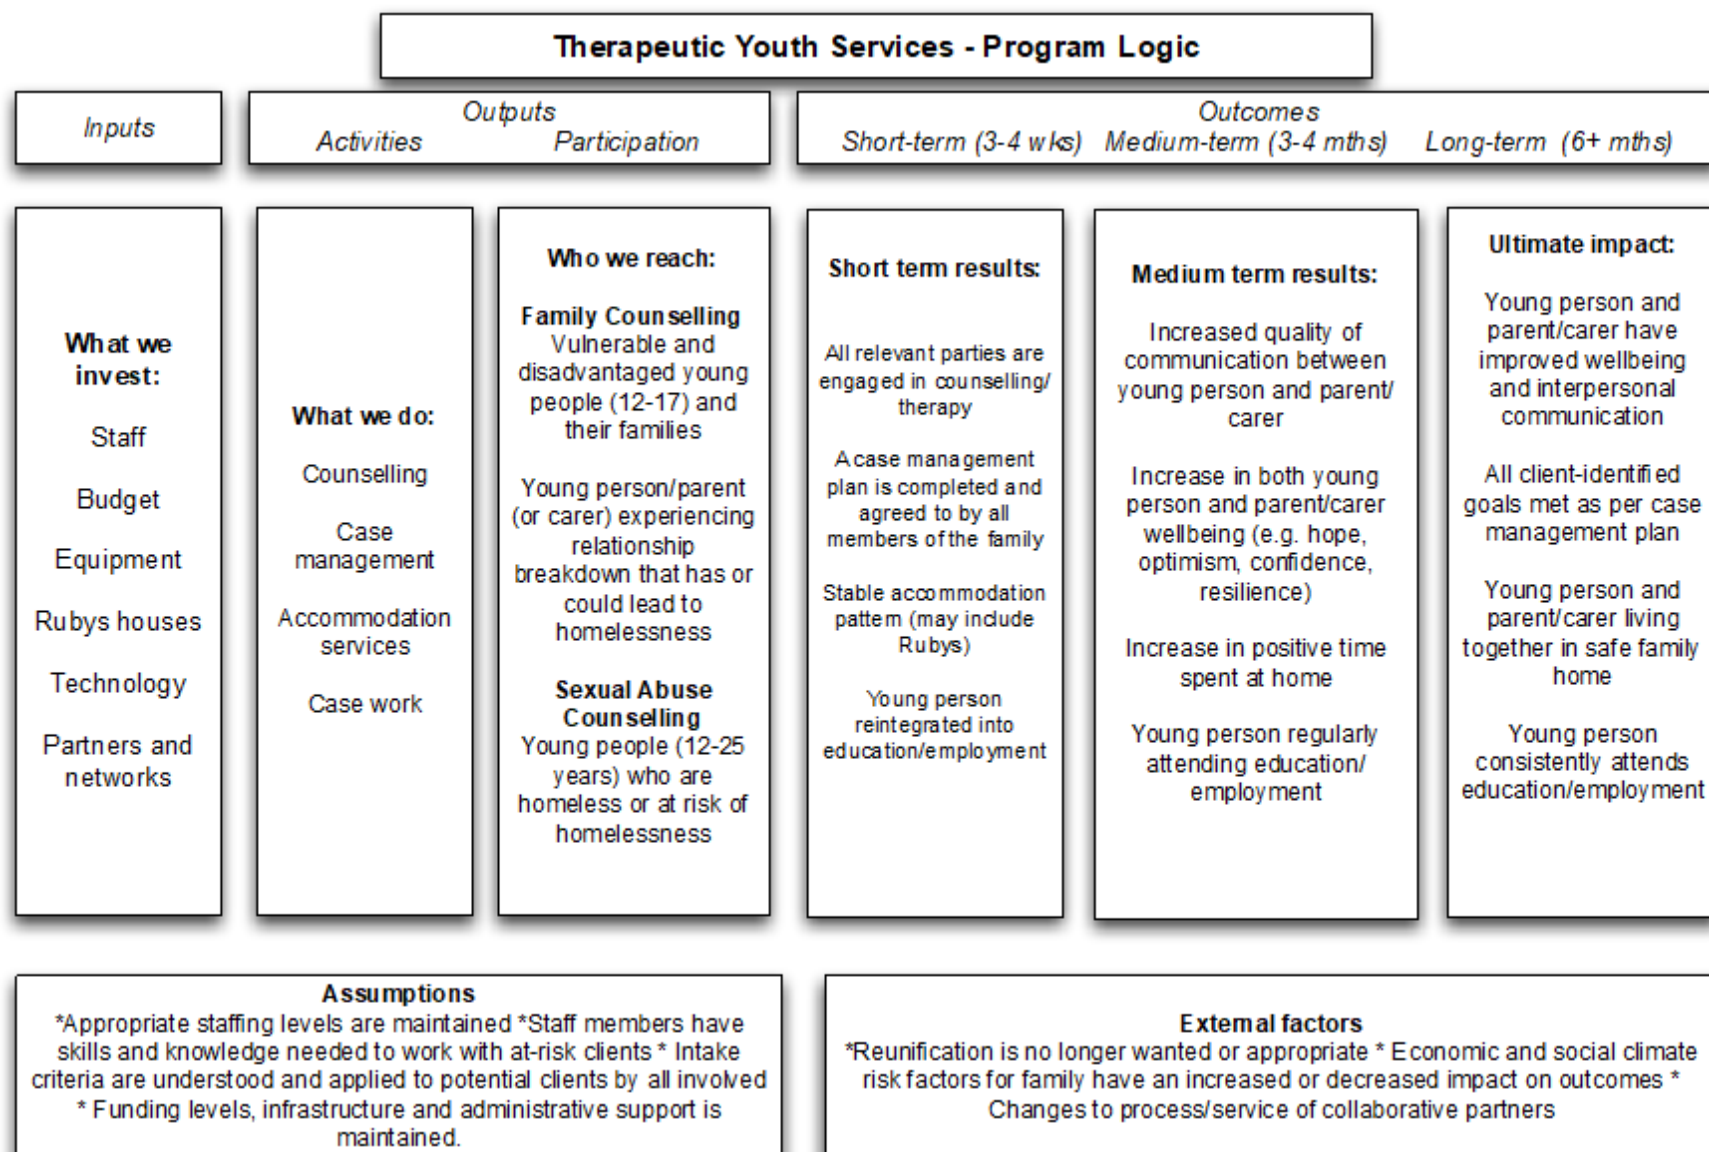 Therapeutic Youth Services - Program Logic
Inputs
Outputs
Activities Participation
Outcomes
Short-term (3-4 wks) Medium-term (3-4 mths) Long-term (6+ mths)
What we
invest:
Staff
Budget
Equipment
Rubys houses
Technology
Partners and
networks
What we do:
Counselling
Case
management
Accommodation
services
Case work
Who we reach:
Family Counselling
Vulnerable and
disadvantaged young
people (12-17) and
their families
Young person/parent
(or carer) experiencing
relationship
breakdown that has or
could lead to
homelessness
Sexual Abuse
Counselling
Young people (12-25
years) who are
homeless or at risk of
homelessness
Short term results:
All relevant parties are
engaged in counselling/
therapy
A case management
plan is completed and
agreed to by all
members of the family
Stable accommodation
pattern (may include
Rubys)
Young person
reintegrated into
education/employment
Medium term results:
Increased quality of
communication between
young person and parent/
carer
Increase in both young
person and parent/carer
wellbeing (e.g. hope,
optimism, confidence,
resilience)
Increase in positive time
spent at home
Young person regularly
attending education/
employment
Ultimate impact:
Young person and
parent/carer have
improved wellbeing
and interpersonal
communication
All client-identified
goals met as per case
management plan
Young person and
parent/carer living
together in safe family
home
Young person
consistently attends
education/employment
Assumptions
*Appropriate staffing levels are maintained *Staff members have
skills and knowledge needed to work with at-risk clients * Intake
criteria are understood and applied to potential clients by all involved
* Funding levels, infrastructure and administrative support is
maintained.
External factors
*Reunification is no longer wanted or appropriate * Economic and social climate
risk factors for family have an increased or decreased impact on outcomes *
Changes to process/service of collaborative partners